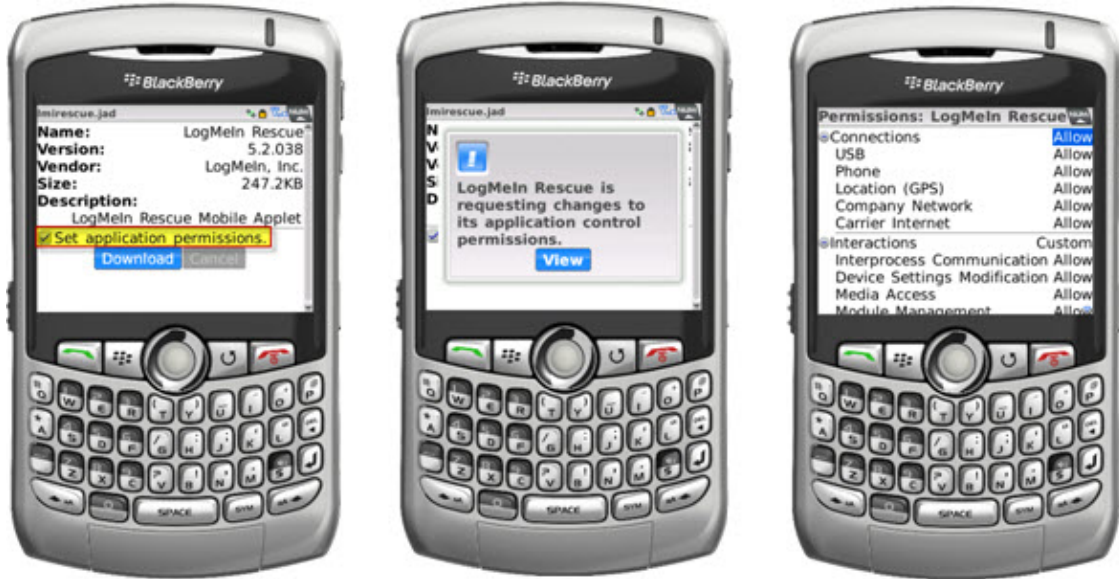 BlackBerry
lmirescue.jad
Name: LogMeIn Rescue
Version: 5.2.038
Vendor: LogMeIn, Inc.
Size: 247.2KB
Description:
LogMeIn Rescue Mobile Applet
Set application permissions.
Download Cancel
SPACE
SYM
BlackBerry
lmirescue.jad
LogMeIn Rescue is
requesting changes to
its application control
permissions.
View
SPACE
SYM
BlackBerry
Permissions: LogMeIn Rescue
Connections Allow
USB Allow
Phone Allow
Location (GPS) Allow
Company Network Allow
Carrier Internet Allow
Interactions Custom
Interprocess Communication Allow
Device Settings Modification Allow
Media Access Allow
Module Management Allow
SPACE
SYM